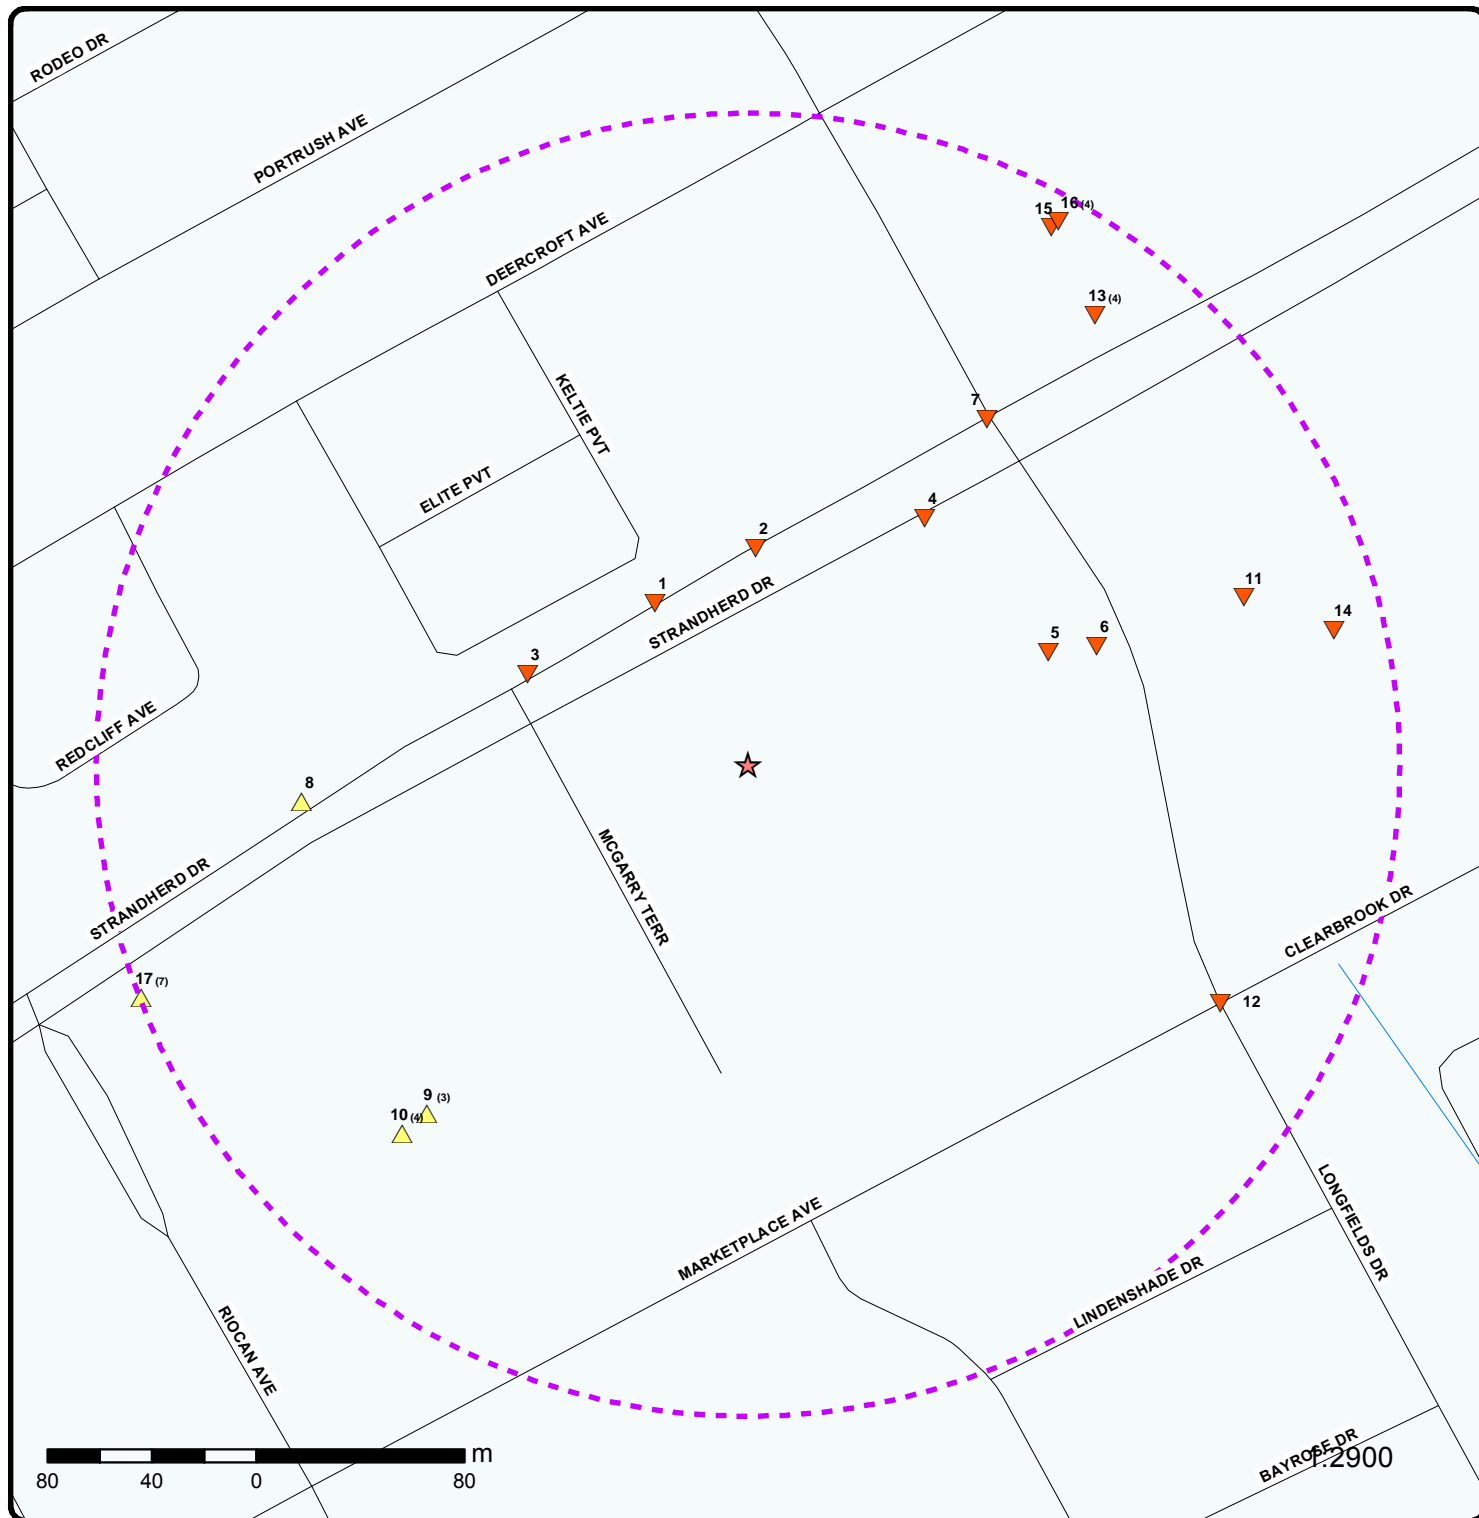 RODEO DR
PORTRUSH AVE
DEERCROFT AVE
15
16 (4)
13 (4)
KELTIE PVT
7
ELITE PVT
4
2
1
STRANDHERD DR
11
14
5
6
3
REDCLIFF AVE
8
MCGARRY TERR
STRANDHERD DR
CLEARBROOK DR
17 (7)
12
9 (3)
10 (4)
MARKETPLACE AVE
LONGFIELDS DR
LINDENSHADE DR
RIOCAN AVE
BAYROSE DR
1:2900
m
80 40 0 80